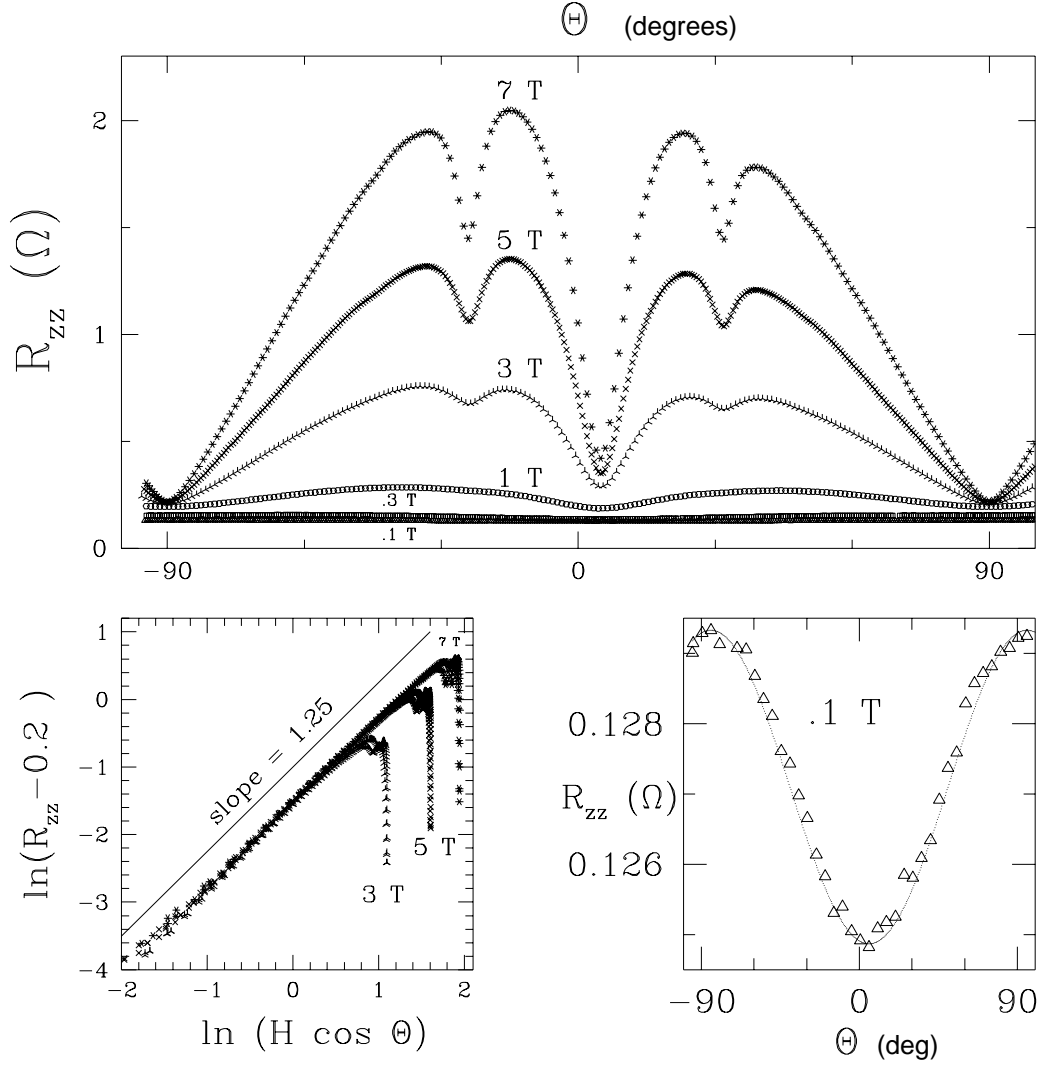 Θ (degrees)
7 T
2
5 T
R_zz (Ω)
1
3 T
1 T
.3 T
.1 T
0
−90 0 90
1
7 T
0
slope = 1.25
ln(R_zz−0.2 )
−1
−2
5 T
−3
3 T
−4
−2 −1 0 1 2
ln (H cos Θ)
.1 T
0.128
R_zz (Ω)
0.126
−90 0 90
Θ (deg)